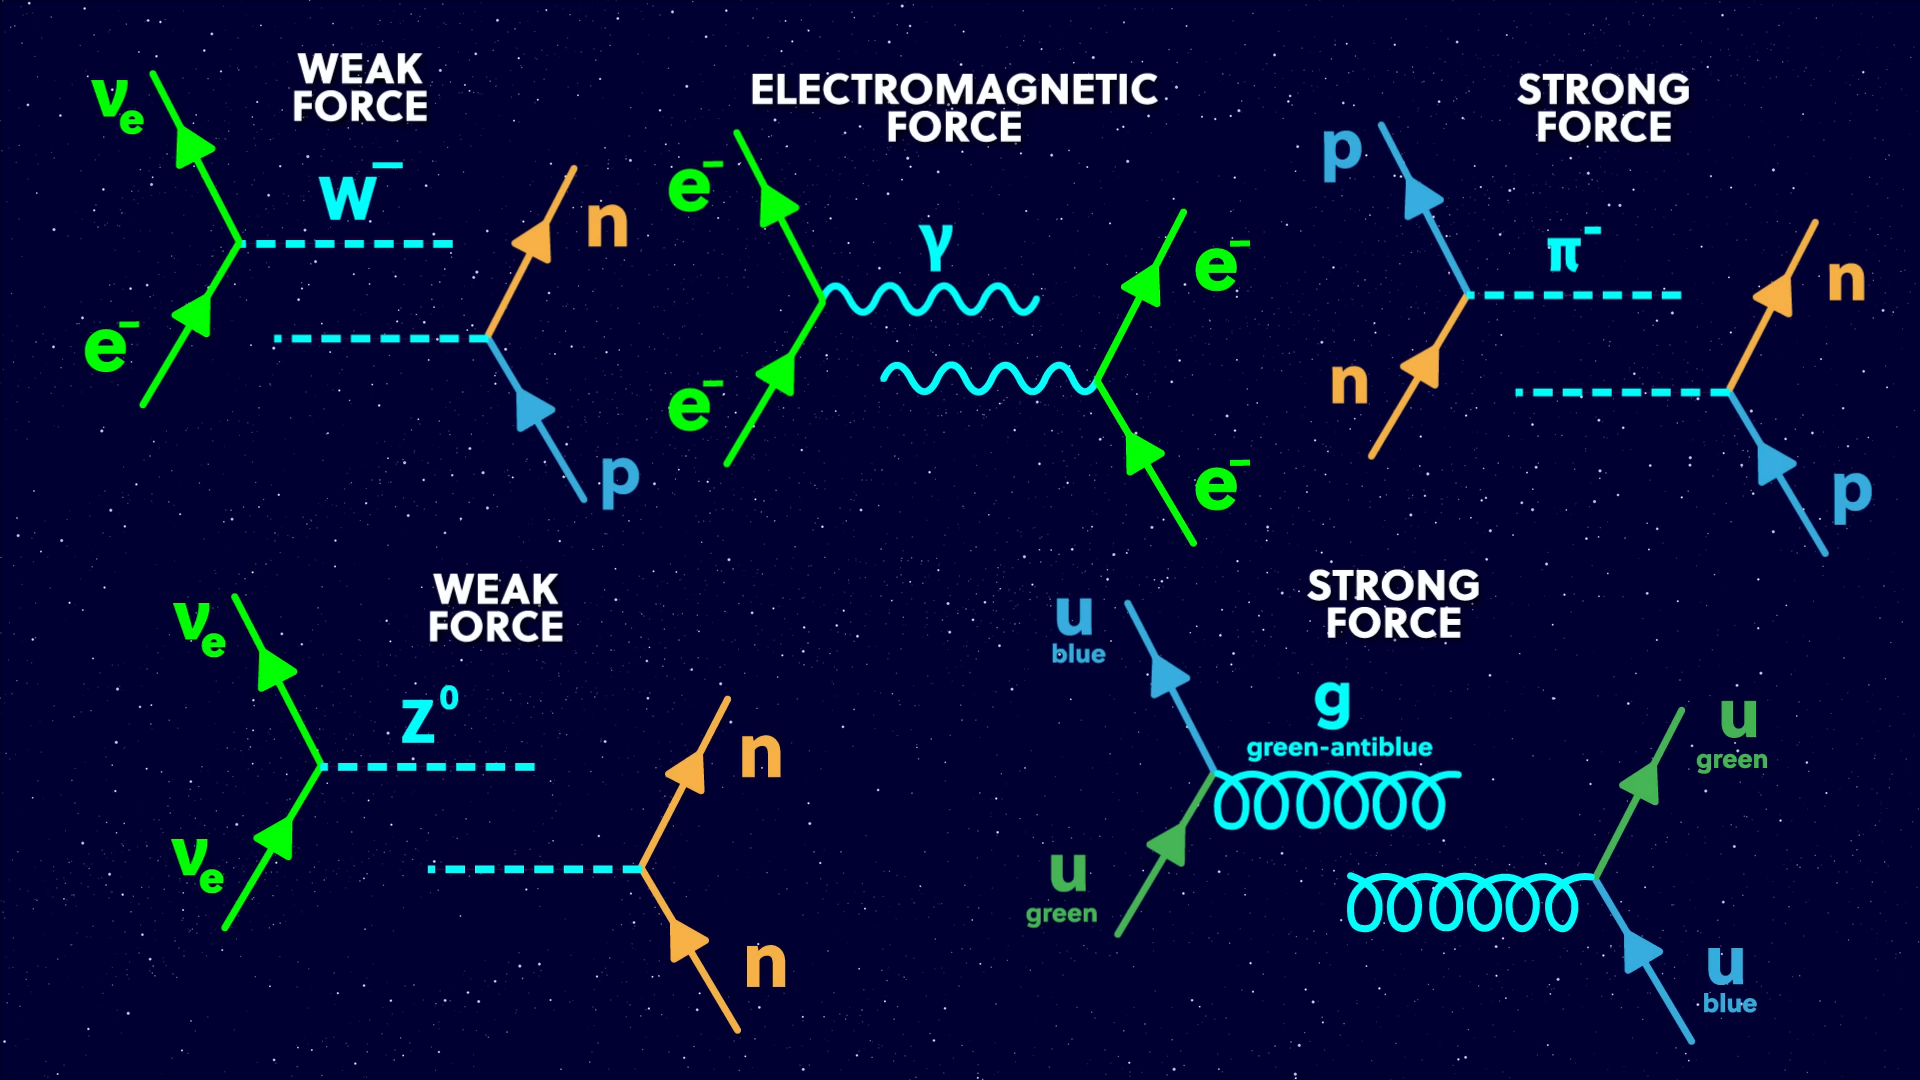 WEAK
FORCE
νe
W⁻
n
e⁻
p
ELECTROMAGNETIC
FORCE
e⁻
γ
e⁻
e⁻
e⁻
STRONG
FORCE
p
π⁻
n
n
p
WEAK
FORCE
νe
Z⁰
n
νe
n
STRONG
FORCE
u
blue
g
green-antiblue
u
green
u
green
u
blue